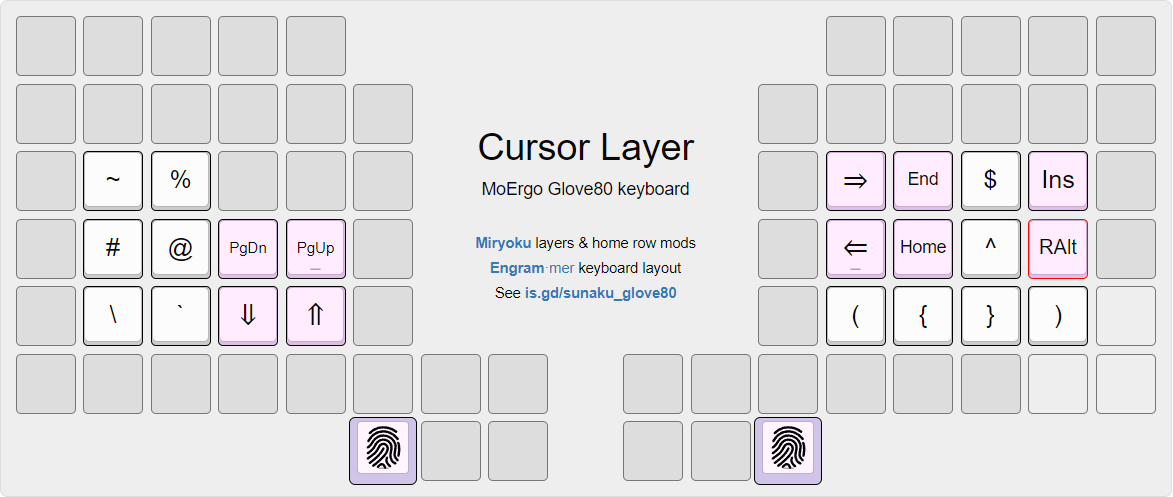 Cursor Layer
MoErgo Glove80 keyboard
~ % ⇒ End $ Ins
Miryoku layers & home row mods
# @ PgDn PgUp _ ⇐ _ Home ^ RAlt
Engram·mer keyboard layout
See is.gd/sunaku_glove80
\ ` ⇓ ⇑ ( { } )